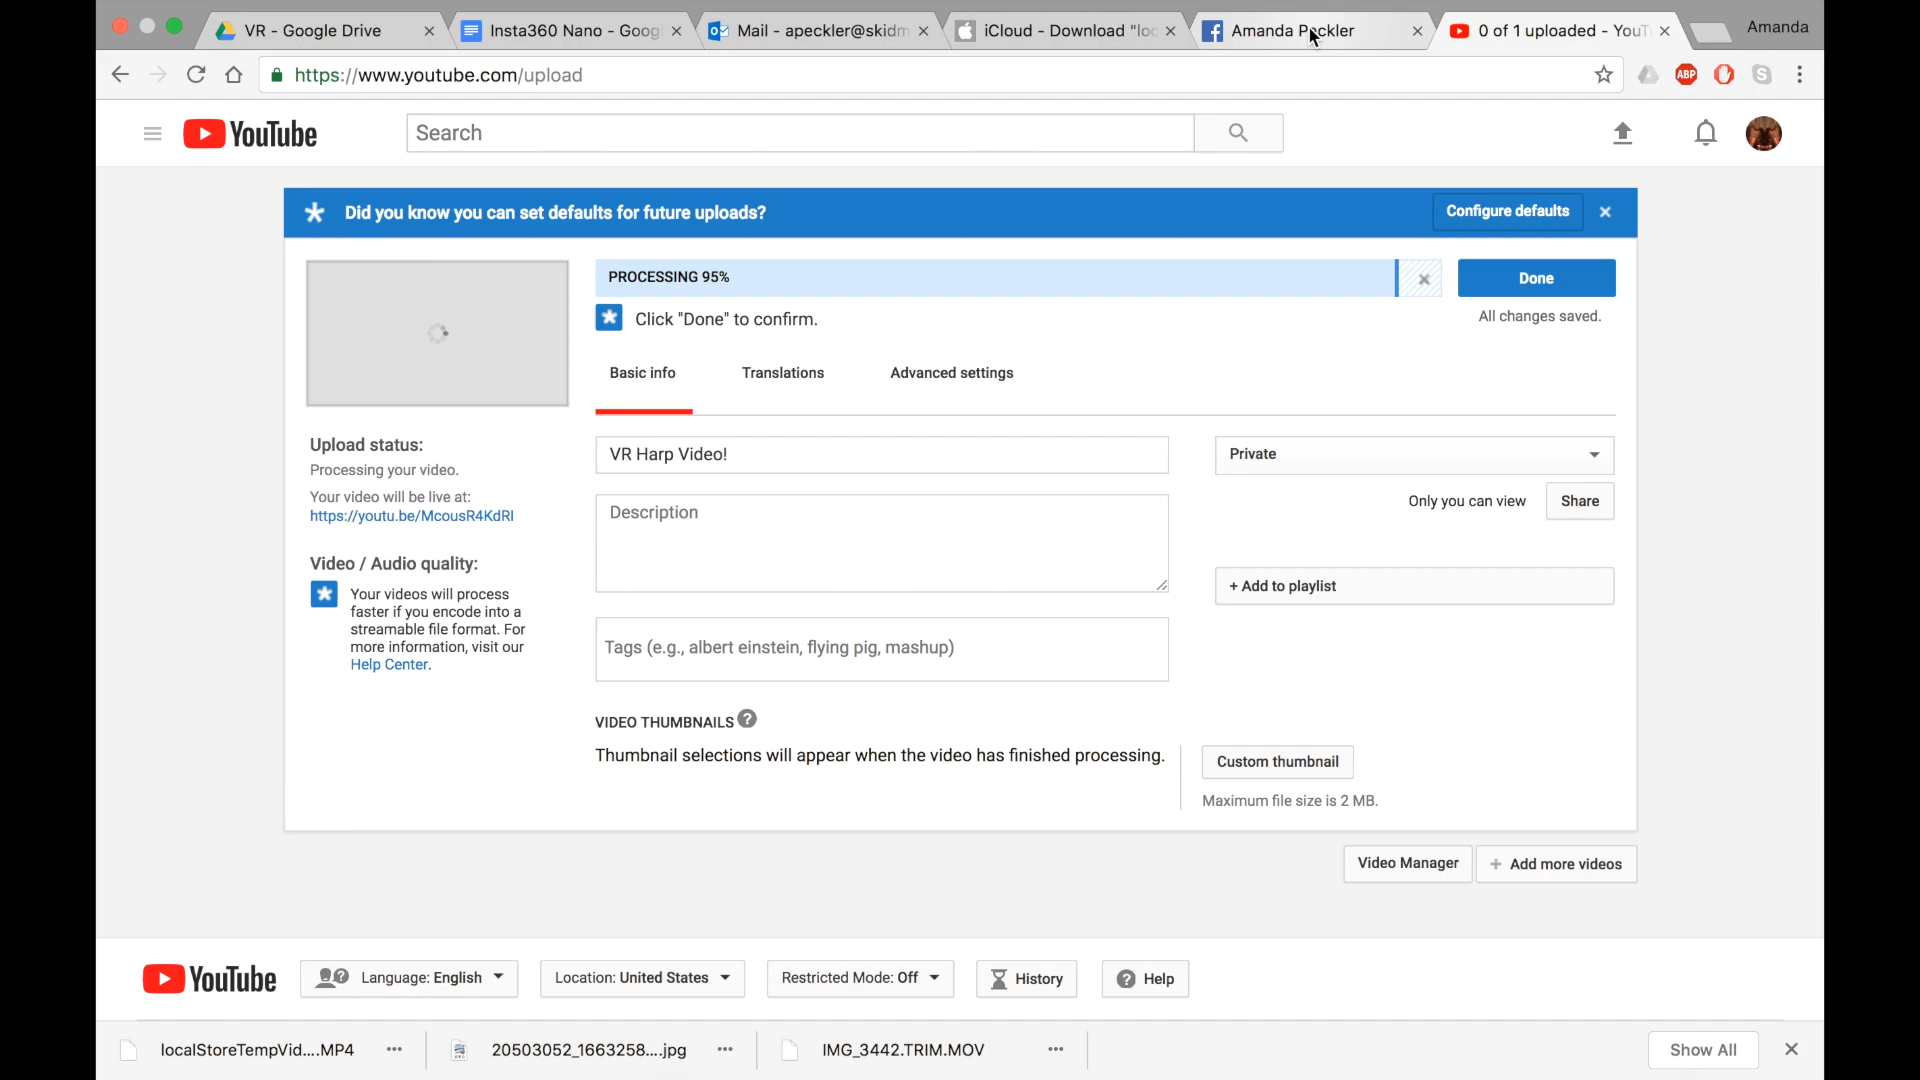 VR - Google Drive
Insta360 Nano - Goog
Mail - apeckler@skidm
iCloud - Download "loc
Amanda Peckler
0 of 1 uploaded - YouT
Amanda
https://www.youtube.com/upload
ABP
S
YouTube
Search
Did you know you can set defaults for future uploads?
Configure defaults
PROCESSING 95%
Done
Click "Done" to confirm.
All changes saved.
Basic info
Translations
Advanced settings
Upload status:
Processing your video.
Your video will be live at:
https://youtu.be/McousR4KdRI
VR Harp Video!
Private
Description
Only you can view
Share
Video / Audio quality:
Your videos will process
faster if you encode into a
streamable file format. For
more information, visit our
Help Center.
+ Add to playlist
Tags (e.g., albert einstein, flying pig, mashup)
VIDEO THUMBNAILS ?
Thumbnail selections will appear when the video has finished processing.
Custom thumbnail
Maximum file size is 2 MB.
Video Manager
+ Add more videos
YouTube
Language: English
Location: United States
Restricted Mode: Off
History
? Help
localStoreTempVid....MP4
20503052_1663258....jpg
IMG_3442.TRIM.MOV
Show All